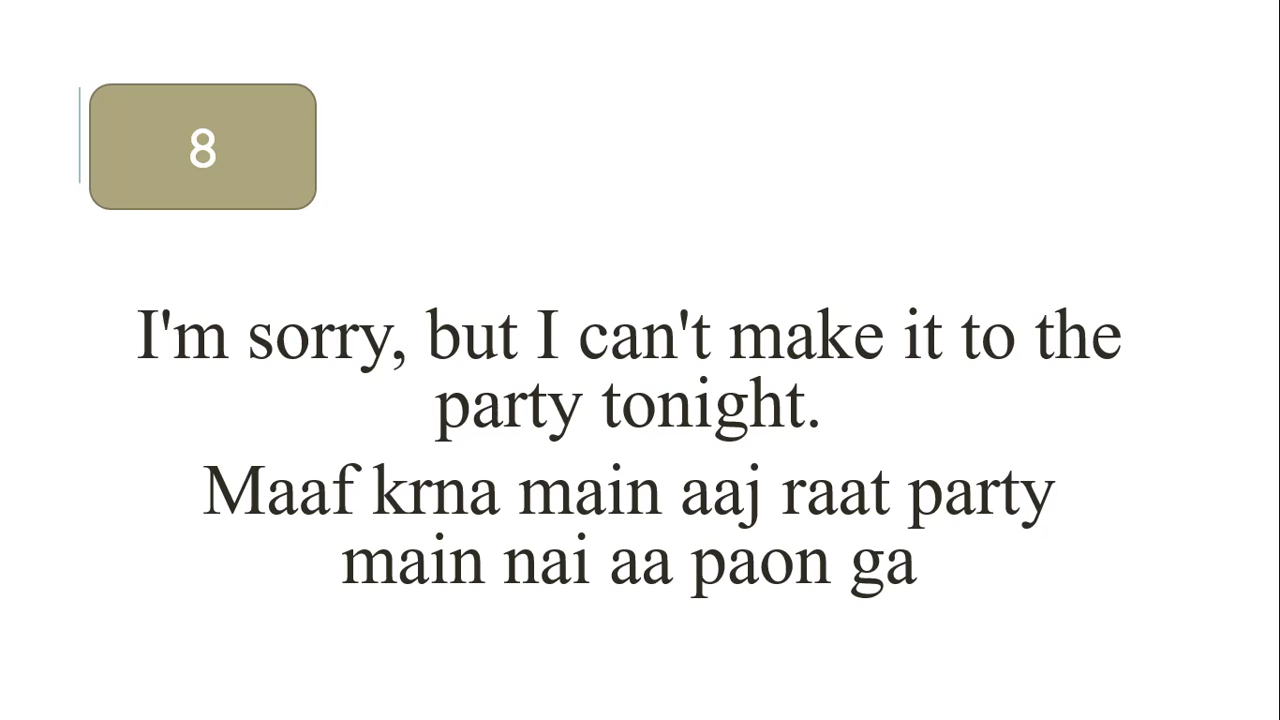 8
I'm sorry, but I can't make it to the
party tonight.
Maaf krna main aaj raat party
main nai aa paon ga